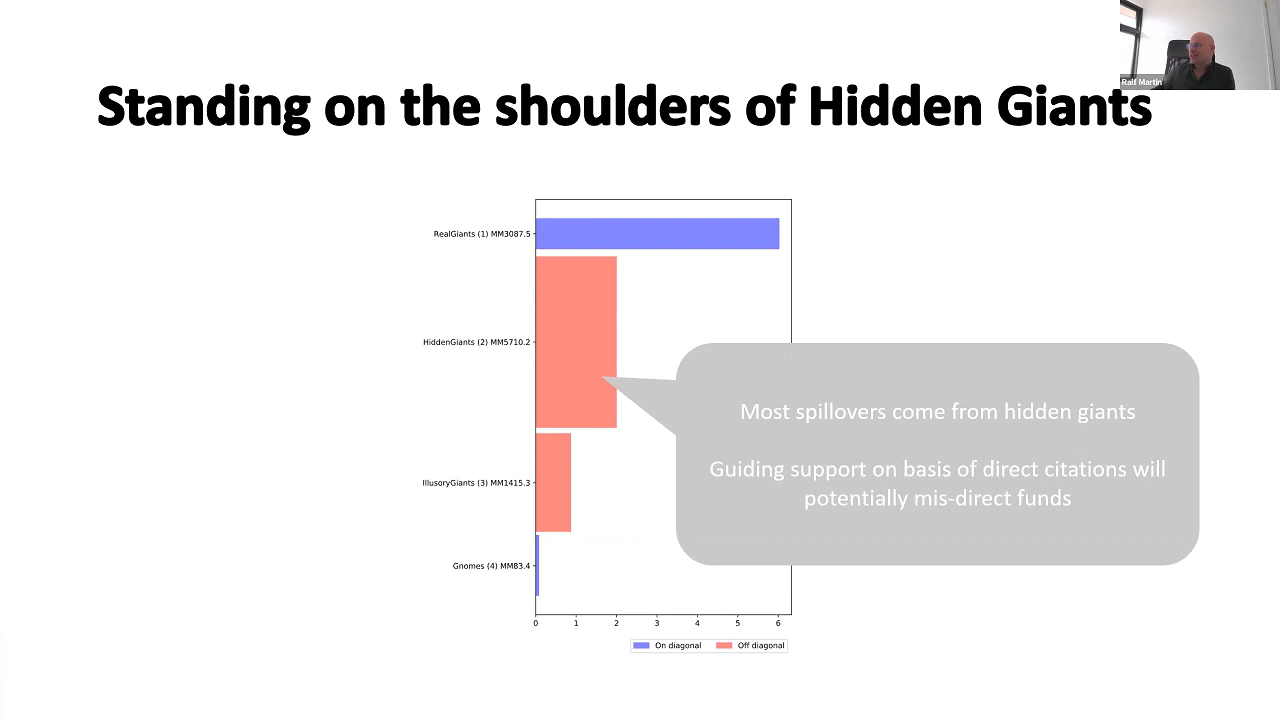 Ralf Martin
Standing on the shoulders of Hidden Giants
RealGiants (1) MM3087.5
HiddenGiants (2) MM5710.2
IllusoryGiants (3) MM1415.3
Gnomes (4) MM83.4
Most spillovers come from hidden giants
Guiding support on basis of direct citations will
potentially mis-direct funds
0 1 2 3 4 5 6
On diagonal Off diagonal